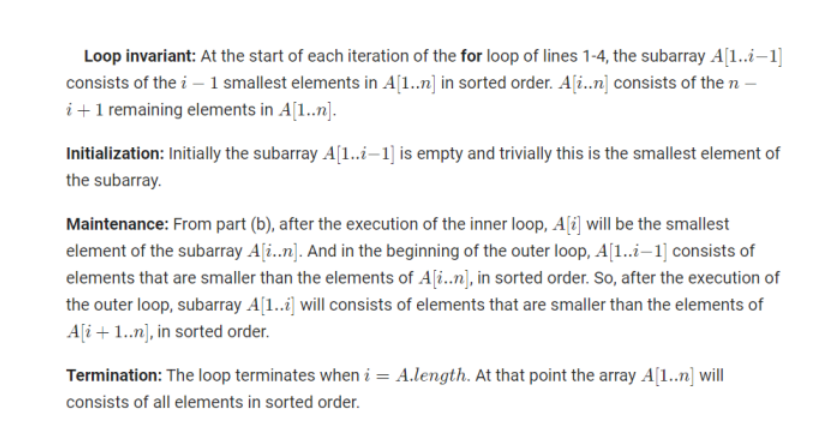 Loop invariant: At the start of each iteration of the for loop of lines 1-4, the subarray A[1..i−1]
consists of the i − 1 smallest elements in A[1..n] in sorted order. A[i..n] consists of the n −
i + 1 remaining elements in A[1..n].
Initialization: Initially the subarray A[1..i−1] is empty and trivially this is the smallest element of
the subarray.
Maintenance: From part (b), after the execution of the inner loop, A[i] will be the smallest
element of the subarray A[i..n]. And in the beginning of the outer loop, A[1..i−1] consists of
elements that are smaller than the elements of A[i..n], in sorted order. So, after the execution of
the outer loop, subarray A[1..i] will consists of elements that are smaller than the elements of
A[i + 1..n], in sorted order.
Termination: The loop terminates when i = A.length. At that point the array A[1..n] will
consists of all elements in sorted order.